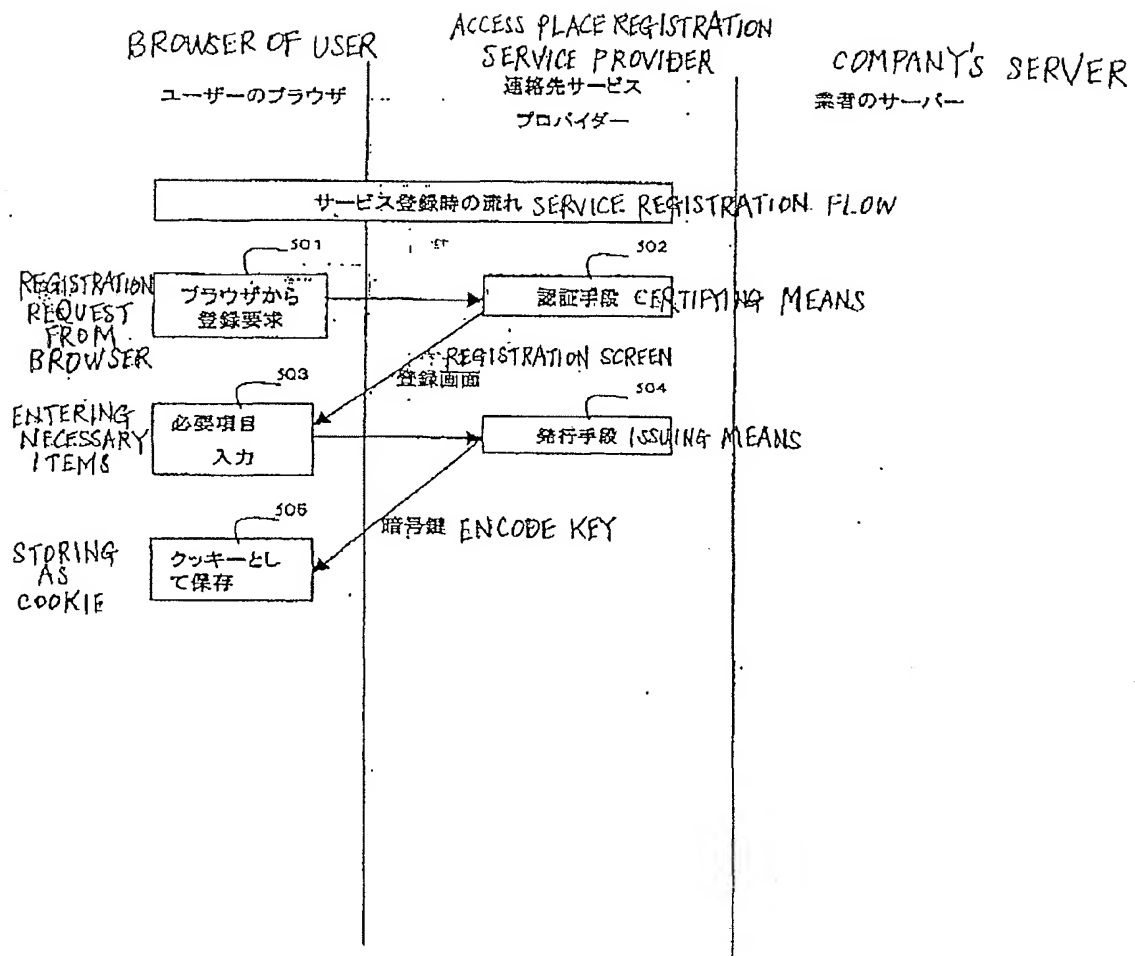 BROWSER OF USER
ユーザーのブラウザ
ACCESS PLACE REGISTRATION
SERVICE PROVIDER
連絡先サービス
プロバイダー
COMPANY'S SERVER
業者のサーバー
サービス登録時の流れ SERVICE REGISTRATION FLOW
501
REGISTRATION
REQUEST
FROM
BROWSER
ブラウザから
登録要求
502
認証手段 CERTIFYING MEANS
REGISTRATION SCREEN
登録画面
503
ENTERING
NECESSARY
ITEMS
必要項目
入力
504
発行手段 ISSUING MEANS
暗号鍵 ENCODE KEY
505
STORING
AS
COOKIE
クッキーとし
て保存